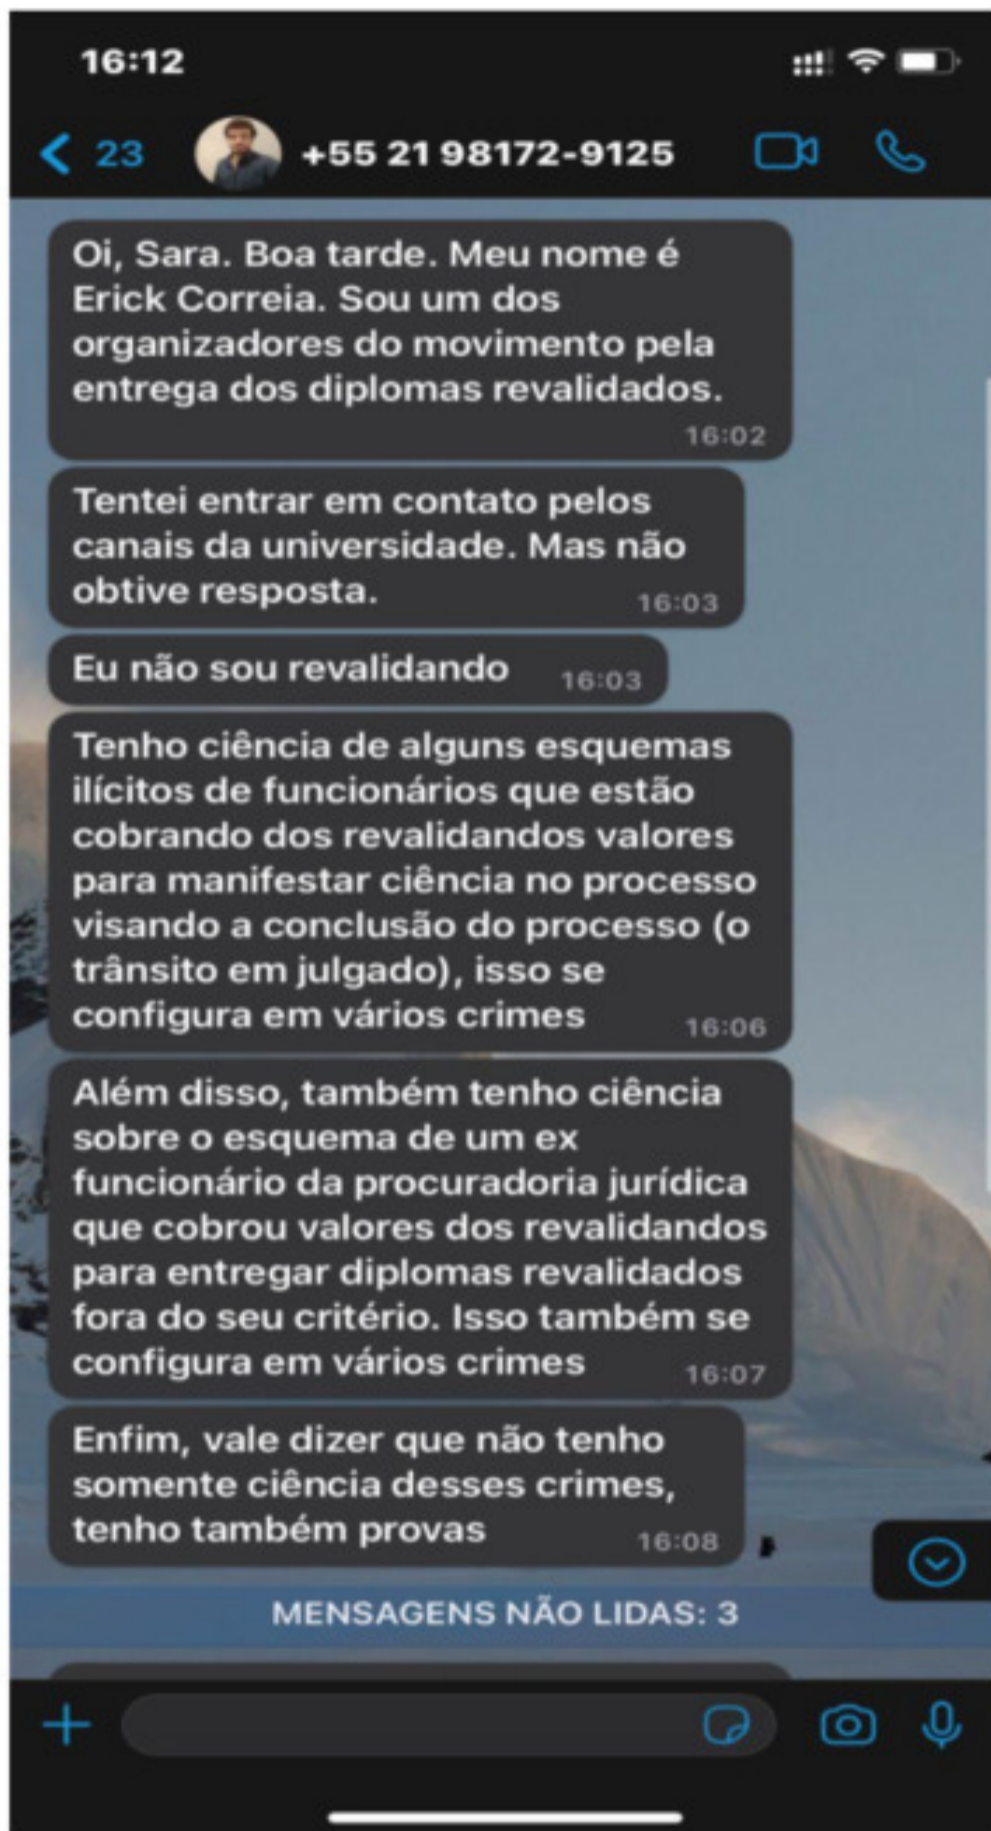 16:12
23
+55 21 98172-9125
Oi, Sara. Boa tarde. Meu nome é
Erick Correia. Sou um dos
organizadores do movimento pela
entrega dos diplomas revalidados.
16:02
Tentei entrar em contato pelos
canais da universidade. Mas não
obtive resposta.
16:03
Eu não sou revalidando
16:03
Tenho ciência de alguns esquemas
ilícitos de funcionários que estão
cobrando dos revalidandos valores
para manifestar ciência no processo
visando a conclusão do processo (o
trânsito em julgado), isso se
configura em vários crimes
16:06
Além disso, também tenho ciência
sobre o esquema de um ex
funcionário da procuradoria jurídica
que cobrou valores dos revalidandos
para entregar diplomas revalidados
fora do seu critério. Isso também se
configura em vários crimes
16:07
Enfim, vale dizer que não tenho
somente ciência desses crimes,
tenho também provas
16:08
MENSAGENS NÃO LIDAS: 3